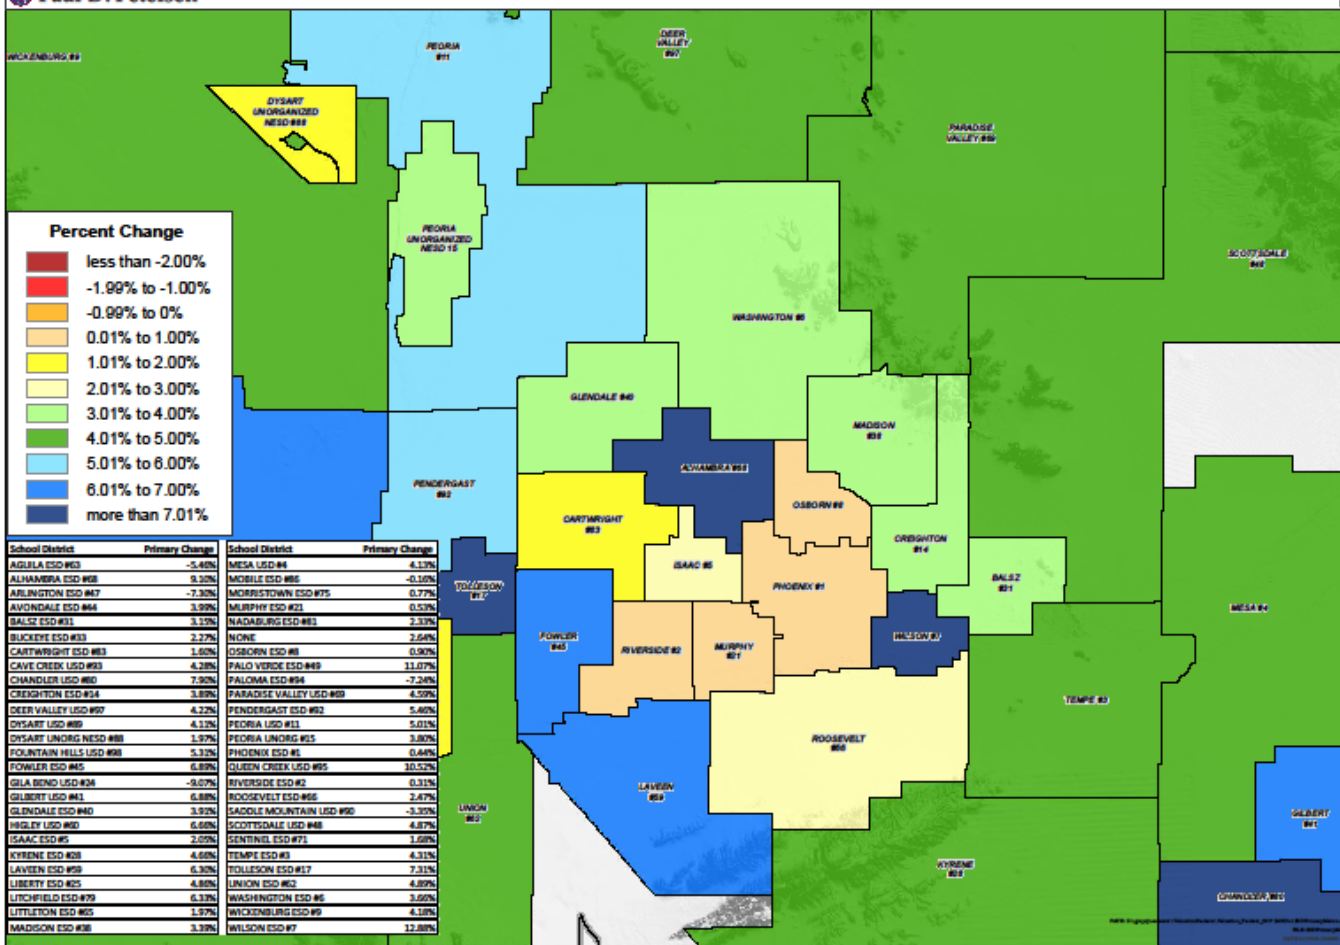 WICKENBURG #9
PEORIA
#11
DEER
VALLEY
#97
DYSART
UNORGANIZED
NESD #88
PARADISE
VALLEY #69
PEORIA
UNORGANIZED
NESD 15
SCOTTSDALE
#48
Percent Change
less than -2.00%
-1.99% to -1.00%
-0.99% to 0%
0.01% to 1.00%
1.01% to 2.00%
2.01% to 3.00%
3.01% to 4.00%
4.01% to 5.00%
5.01% to 6.00%
6.01% to 7.00%
more than 7.01%
WASHINGTON #6
GLENDALE #40
MADISON
#38
ALHAMBRA #68
PENDERGAST
#92
OSBORN #8
CARTWRIGHT
#83
CREIGHTON
#14
ISAAC #5
BALSZ
#31
PHOENIX #1
TOLLESON
#17
MESA #4
FOWLER
#45
WILSON #7
RIVERSIDE #2
MURPHY
#21
TEMPE #3
ROOSEVELT
#66
LAVEEN
#59
UNION
#62
GILBERT
#41
KYRENE
#28
CHANDLER #80
School District Primary Change
AGUILA ESD #63 -5.46%
ALHAMBRA ESD #68 9.10%
ARLINGTON ESD #47 -7.30%
AVONDALE ESD #44 3.99%
BALSZ ESD #31 3.15%
BUCKEYE ESD #33 2.27%
CARTWRIGHT ESD #83 1.60%
CAVE CREEK USD #93 4.28%
CHANDLER USD #80 7.90%
CREIGHTON ESD #14 3.89%
DEER VALLEY USD #97 4.22%
DYSART USD #89 4.11%
DYSART UNORG NESD #88 1.97%
FOUNTAIN HILLS USD #98 5.31%
FOWLER ESD #45 6.89%
GILA BEND USD #24 -9.07%
GILBERT USD #41 6.88%
GLENDALE ESD #40 3.91%
HIGLEY USD #60 6.66%
ISAAC ESD #5 2.05%
KYRENE ESD #28 4.66%
LAVEEN ESD #59 6.30%
LIBERTY ESD #25 4.86%
LITCHFIELD ESD #79 6.33%
LITTLETON ESD #65 1.97%
MADISON ESD #38 3.39%
School District Primary Change
MESA USD #4 4.13%
MOBILE ESD #86 -0.16%
MORRISTOWN ESD #75 0.77%
MURPHY ESD #21 0.53%
NADABURG ESD #81 2.33%
NONE 2.64%
OSBORN ESD #8 0.90%
PALO VERDE ESD #49 11.07%
PALOMA ESD #94 -7.24%
PARADISE VALLEY USD #69 4.59%
PENDERGAST ESD #92 5.46%
PEORIA USD #11 5.01%
PEORIA UNORG #15 3.80%
PHOENIX ESD #1 0.44%
QUEEN CREEK USD #95 10.52%
RIVERSIDE ESD #2 0.31%
ROOSEVELT ESD #66 2.47%
SADDLE MOUNTAIN USD #90 -3.35%
SCOTTSDALE USD #48 4.87%
SENTINEL ESD #71 1.68%
TEMPE ESD #3 4.31%
TOLLESON ESD #17 7.31%
UNION ESD #62 4.89%
WASHINGTON ESD #6 3.66%
WICKENBURG ESD #9 4.18%
WILSON ESD #7 12.88%